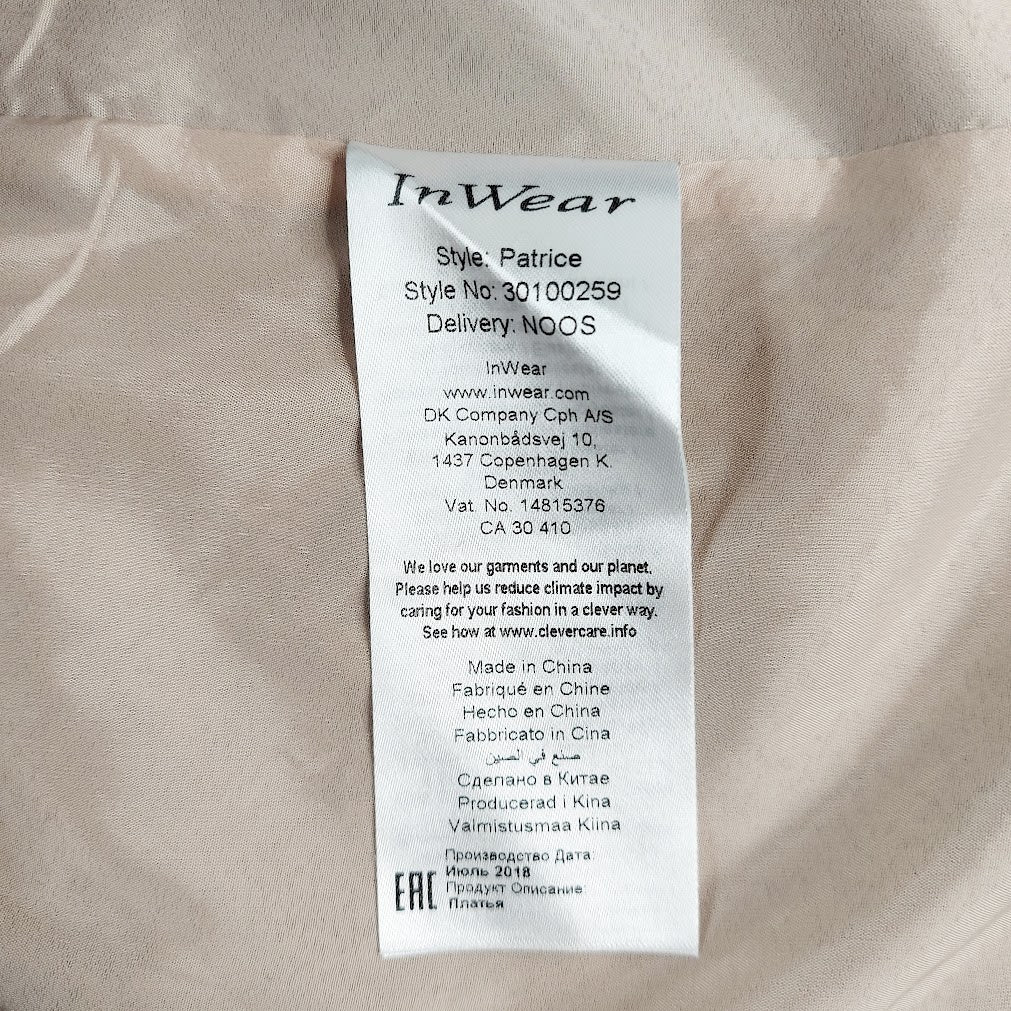 InWear
Style: Patrice
Style No: 30100259
Delivery: NOOS
InWear
www.inwear.com
DK Company Cph A/S
Kanonbådsvej 10,
1437 Copenhagen K.
Denmark
Vat. No. 14815376
CA 30 410
We love our garments and our planet.
Please help us reduce climate impact by
caring for your fashion in a clever way.
See how at www.clevercare.info
Made in China
Fabriqué en Chine
Hecho en China
Fabbricato in Cina
صنع في الصين
Сделано в Китае
Producerad i Kina
Valmistusmaa Kiina
Производство Дата:
Июль 2018
EAC
Продукт Описание:
Платья